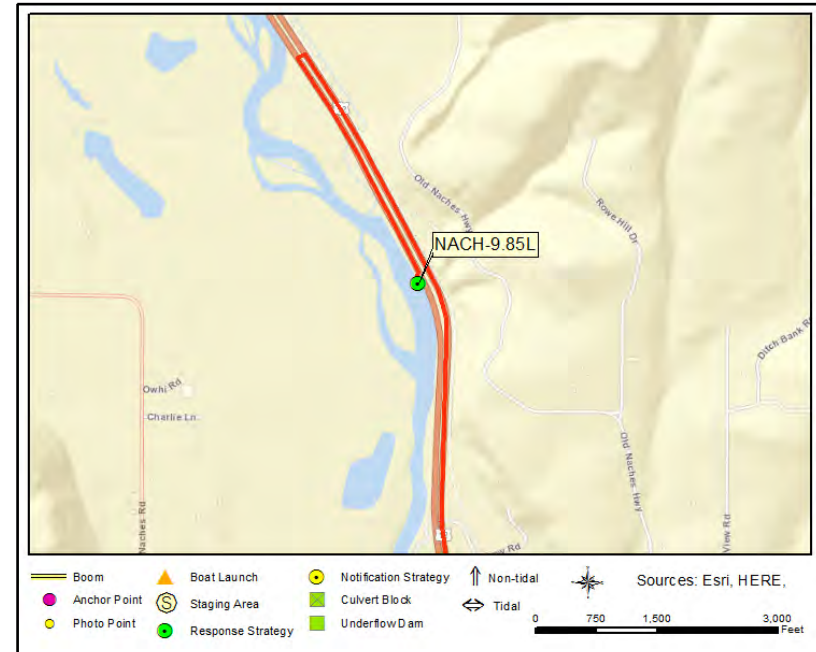 Old Naches Hwy
Rowe Hill Dr
NACH-9.85L
Ditch Bank R
Owhi Rd
Charlie Ln
Old Naches Hwy
Naches Rd
View Rd
w Rd
Boom
Boat Launch
Notification Strategy
Non-tidal
Sources: Esri, HERE,
Anchor Point
S
Staging Area
Culvert Block
Tidal
Photo Point
Response Strategy
Underflow Dam
0 750 1,500 3,000
Feet